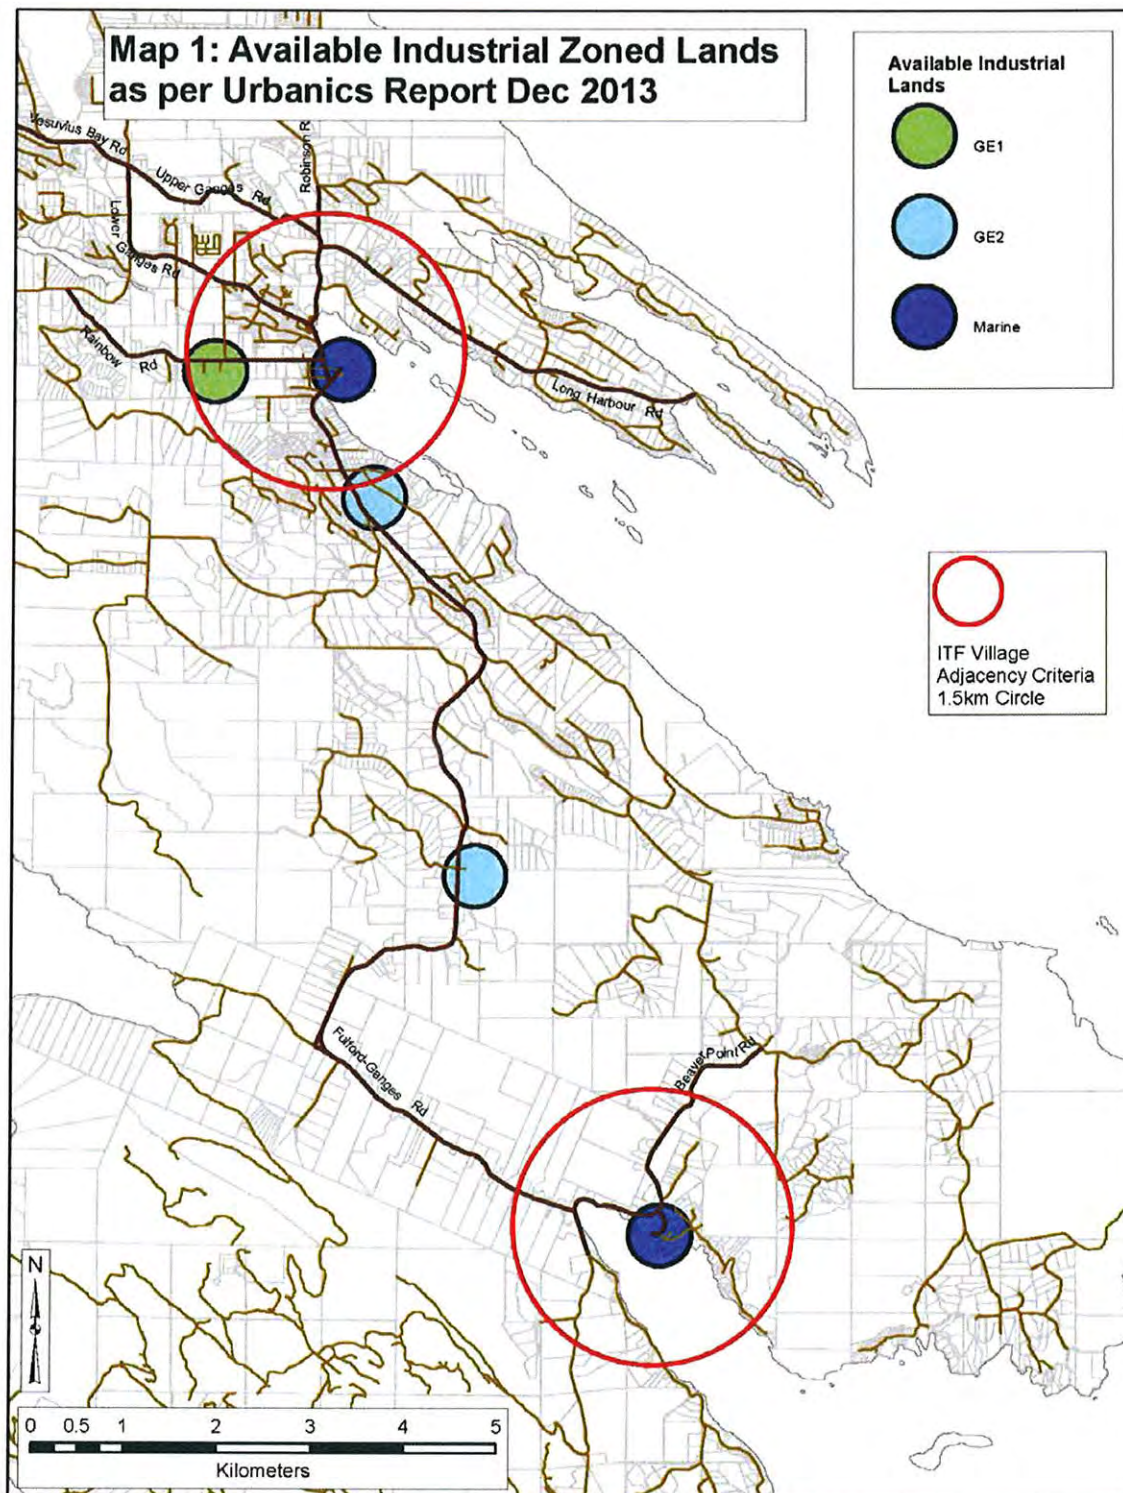 Map 1: Available Industrial Zoned Lands
as per Urbanics Report Dec 2013
Available Industrial
Lands
GE1
GE2
Marine
Vesuvius Bay Rd
Upper Ganges Rd
Robinson R
Lower Ganges Rd
Rainbow Rd
Long Harbour Rd
ITF Village
Adjacency Criteria
1.5km Circle
Beaver Point Rd
Fulford-Ganges Rd
N
0 0.5 1 2 3 4 5
Kilometers